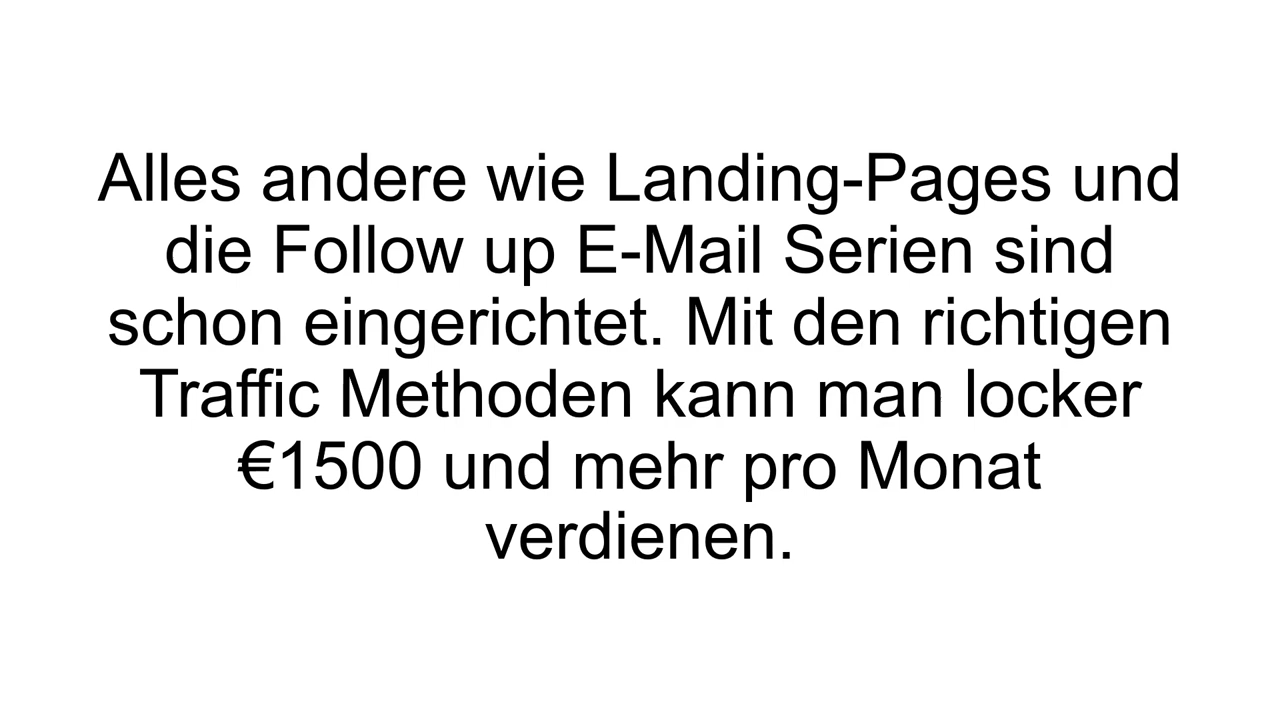 Alles andere wie Landing-Pages und
die Follow up E-Mail Serien sind
schon eingerichtet. Mit den richtigen
Traffic Methoden kann man locker
€1500 und mehr pro Monat
verdienen.